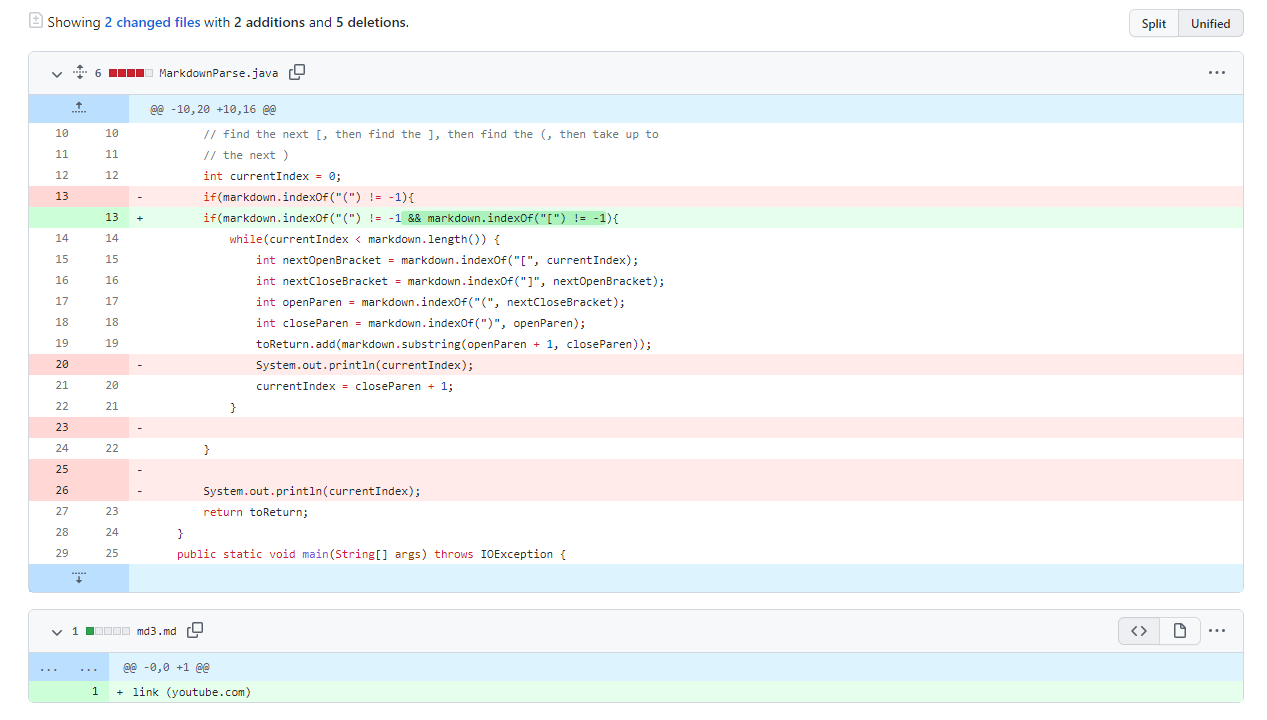 Showing 2 changed files with 2 additions and 5 deletions.
Split Unified
6 MarkdownParse.java
@@ -10,20 +10,16 @@
10 10 // find the next [, then find the ], then find the (, then take up to
11 11 // the next )
12 12 int currentIndex = 0;
13 - if(markdown.indexOf("(") != -1){
13 + if(markdown.indexOf("(") != -1 && markdown.indexOf("[") != -1){
14 14 while(currentIndex < markdown.length()) {
15 15 int nextOpenBracket = markdown.indexOf("[", currentIndex);
16 16 int nextCloseBracket = markdown.indexOf("]", nextOpenBracket);
17 17 int openParen = markdown.indexOf("(", nextCloseBracket);
18 18 int closeParen = markdown.indexOf(")", openParen);
19 19 toReturn.add(markdown.substring(openParen + 1, closeParen));
20 - System.out.println(currentIndex);
21 20 currentIndex = closeParen + 1;
22 21 }
23 -
24 22 }
25 -
26 - System.out.println(currentIndex);
27 23 return toReturn;
28 24 }
29 25 public static void main(String[] args) throws IOException {
1 md3.md
... ... @@ -0,0 +1 @@
1 + link (youtube.com)